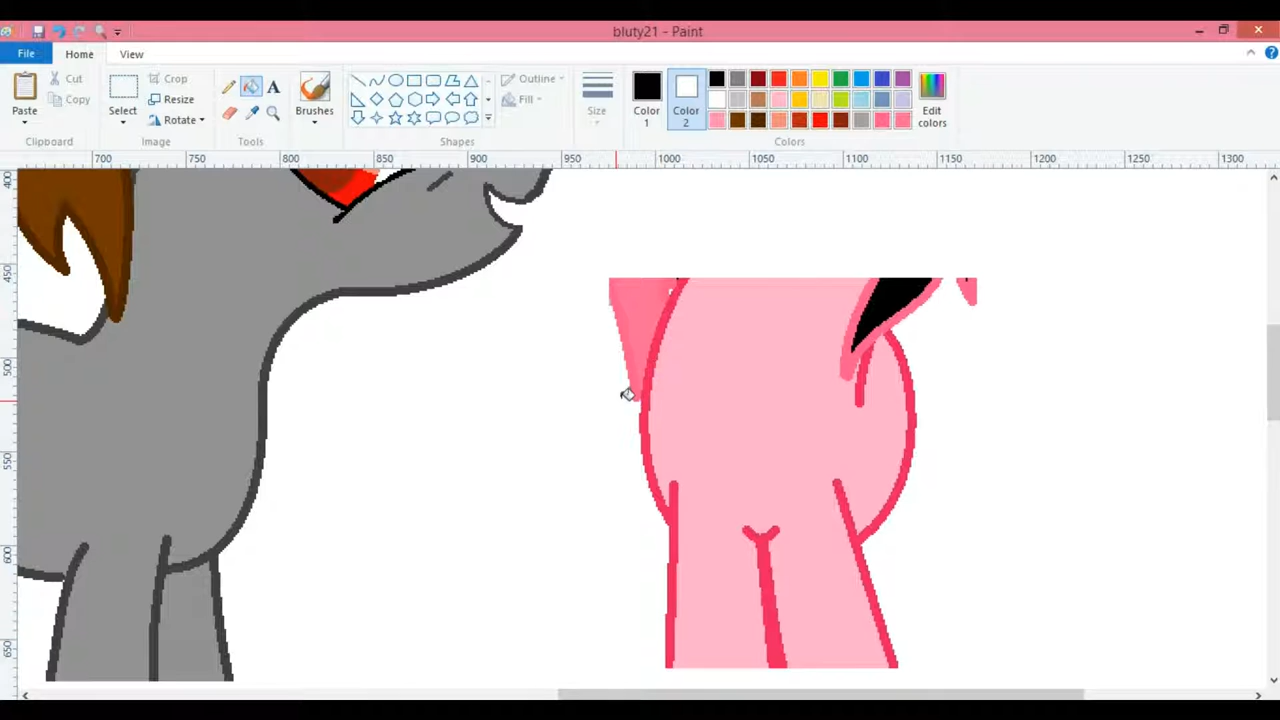 bluty21 - Paint
File Home View
Paste
Cut
Copy
Clipboard
Select
Crop
Resize
Rotate
Image
A
Tools
Brushes
Outline
Fill
Shapes
Size
Color 1
Color 2
Edit colors
Colors
700 750 800 850 900 950 1000 1050 1100 1150 1200 1250 1300
400
450
500
550
600
650